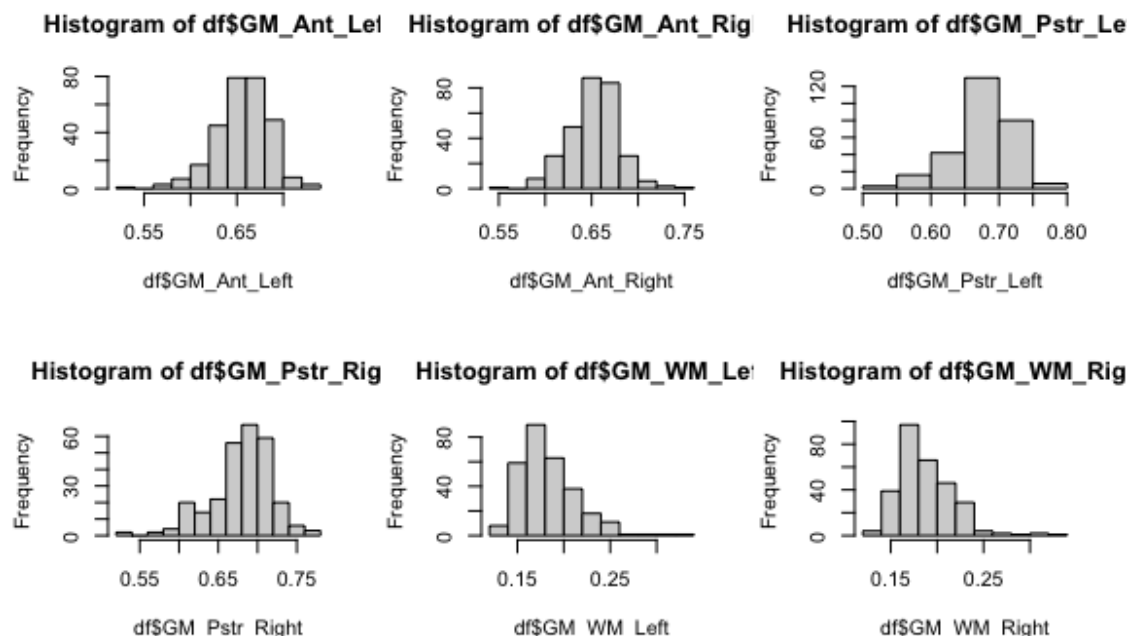 Histogram of df$GM_Ant_Lef
Frequency
0 40 80
0.55 0.65
df$GM_Ant_Left
Histogram of df$GM_Ant_Rig
Frequency
0 40 80
0.55 0.65 0.75
df$GM_Ant_Right
Histogram of df$GM_Pstr_Le
Frequency
0 60 120
0.50 0.60 0.70 0.80
df$GM_Pstr_Left
Histogram of df$GM_Pstr_Rig
Frequency
0 30 60
0.55 0.65 0.75
df$GM_Pstr_Right
Histogram of df$GM_WM_Lef
Frequency
0 40 80
0.15 0.25
df$GM_WM_Left
Histogram of df$GM_WM_Rig
Frequency
0 40 80
0.15 0.25
df$GM_WM_Right